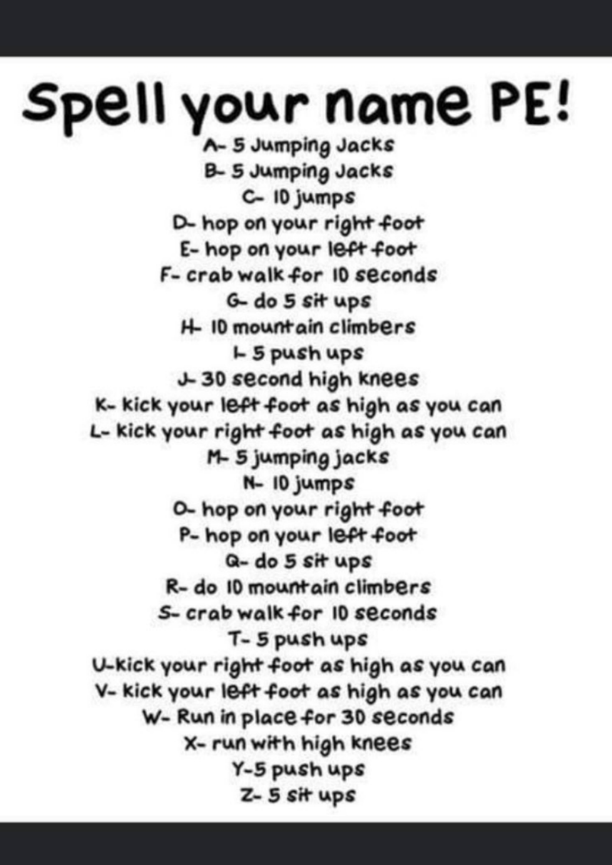 Spell your name PE!
A- 5 Jumping Jacks
B- 5 Jumping Jacks
C- 10 jumps
D- hop on your right foot
E- hop on your left foot
F- crab walk for 10 seconds
G- do 5 sit ups
H- 10 mountain climbers
I- 5 push ups
J- 30 second high knees
K- kick your left foot as high as you can
L- kick your right foot as high as you can
M- 5 jumping jacks
N- 10 jumps
O- hop on your right foot
P- hop on your left foot
Q- do 5 sit ups
R- do 10 mountain climbers
S- crab walk for 10 seconds
T- 5 push ups
U-kick your right foot as high as you can
V- kick your left foot as high as you can
W- Run in place for 30 seconds
X- run with high knees
Y-5 push ups
Z- 5 sit ups